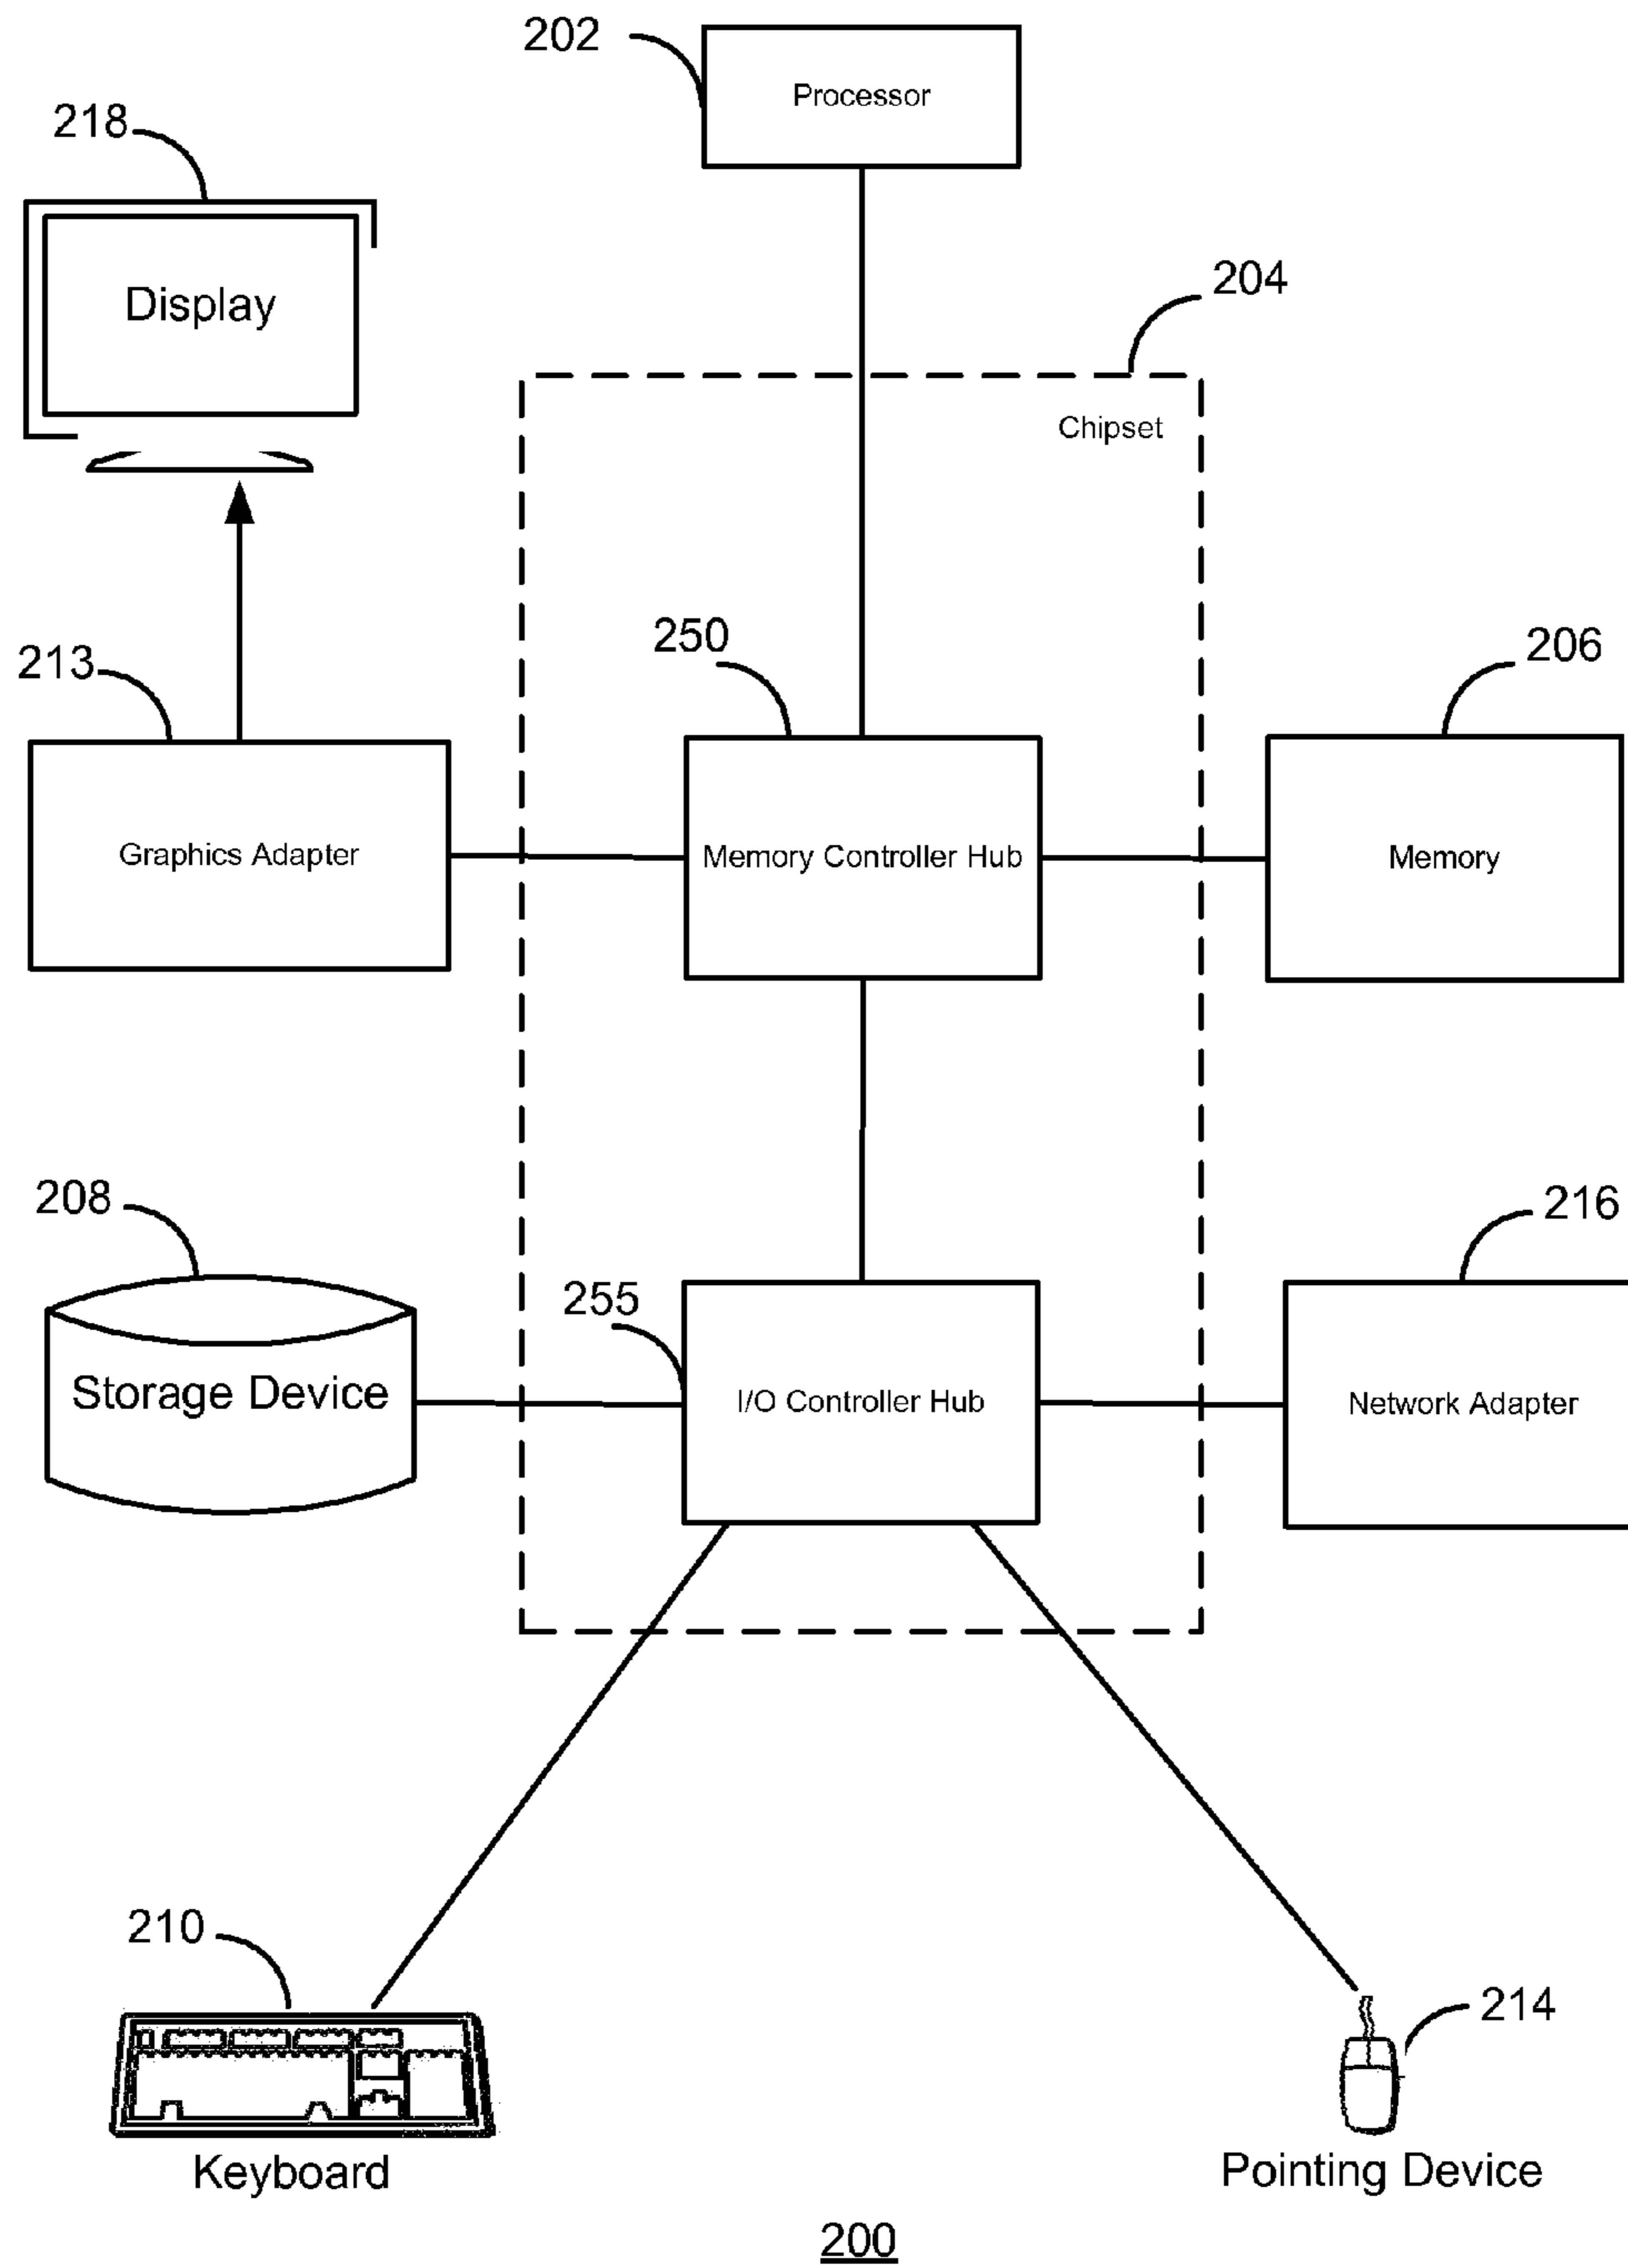 202
Processor
218
Display
204
Chipset
213
250
206
Graphics Adapter
Memory Controller Hub
Memory
208
216
255
Storage Device
I/O Controller Hub
Network Adapter
210
214
Keyboard
Pointing Device
200